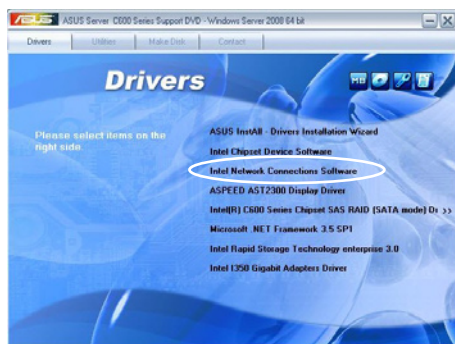 ASUS ASUS Server C600 Series Support DVD - Windows Server 2008 64 bit
Drivers Utilities Make Disk Contact
Drivers
Please select items on the
right side.
ASUS InstAll - Drivers Installation Wizard
Intel Chipset Device Software
Intel Network Connections Software
ASPEED AST2300 Display Driver
Intel(R) C600 Series Chipset SAS RAID (SATA mode) Dr >>
Microsoft .NET Framework 3.5 SP1
Intel Rapid Storage Technology enterprise 3.0
Intel I350 Gigabit Adapters Driver